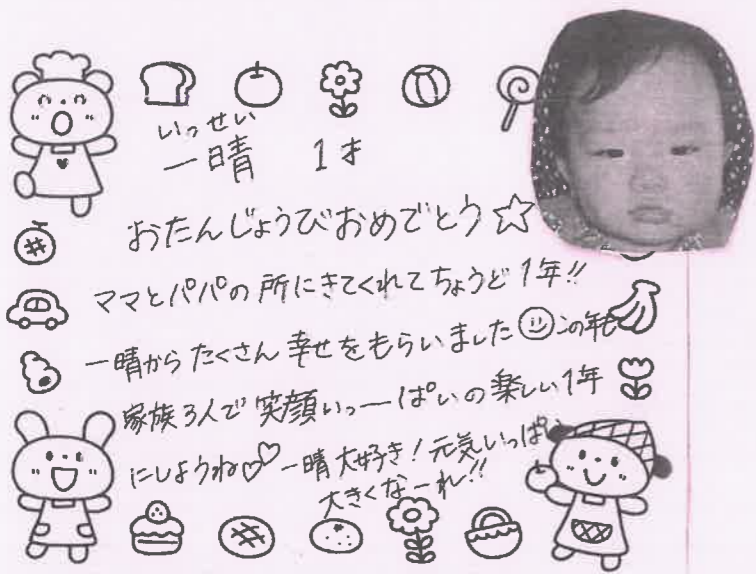 いっせい
一晴 1才
おたんじょうびおめでとう☆
ママとパパの所にきてくれてちょうど1年!!
一晴からたくさん幸せをもらいました☺この年も
家族3人で笑顔いっーぱいの楽しい1年
にしようね♡♡一晴大好き!元気いっぱい
大きくなーれ!!